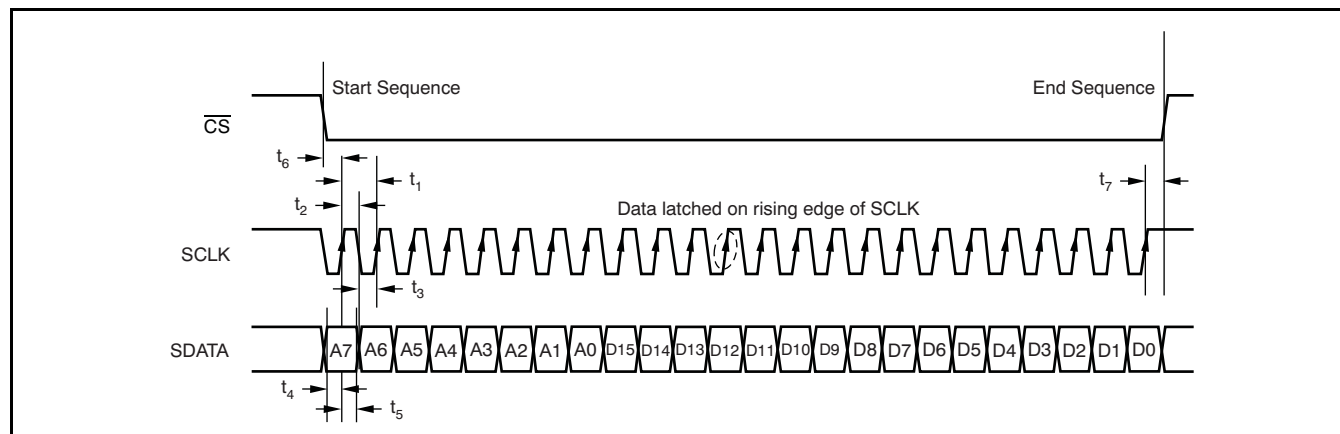 Start Sequence
End Sequence
CS
t6
t1
t2
t7
Data latched on rising edge of SCLK
SCLK
t3
SDATA
A7 A6 A5 A4 A3 A2 A1 A0 D15 D14 D13 D12 D11 D10 D9 D8 D7 D6 D5 D4 D3 D2 D1 D0
t4
t5